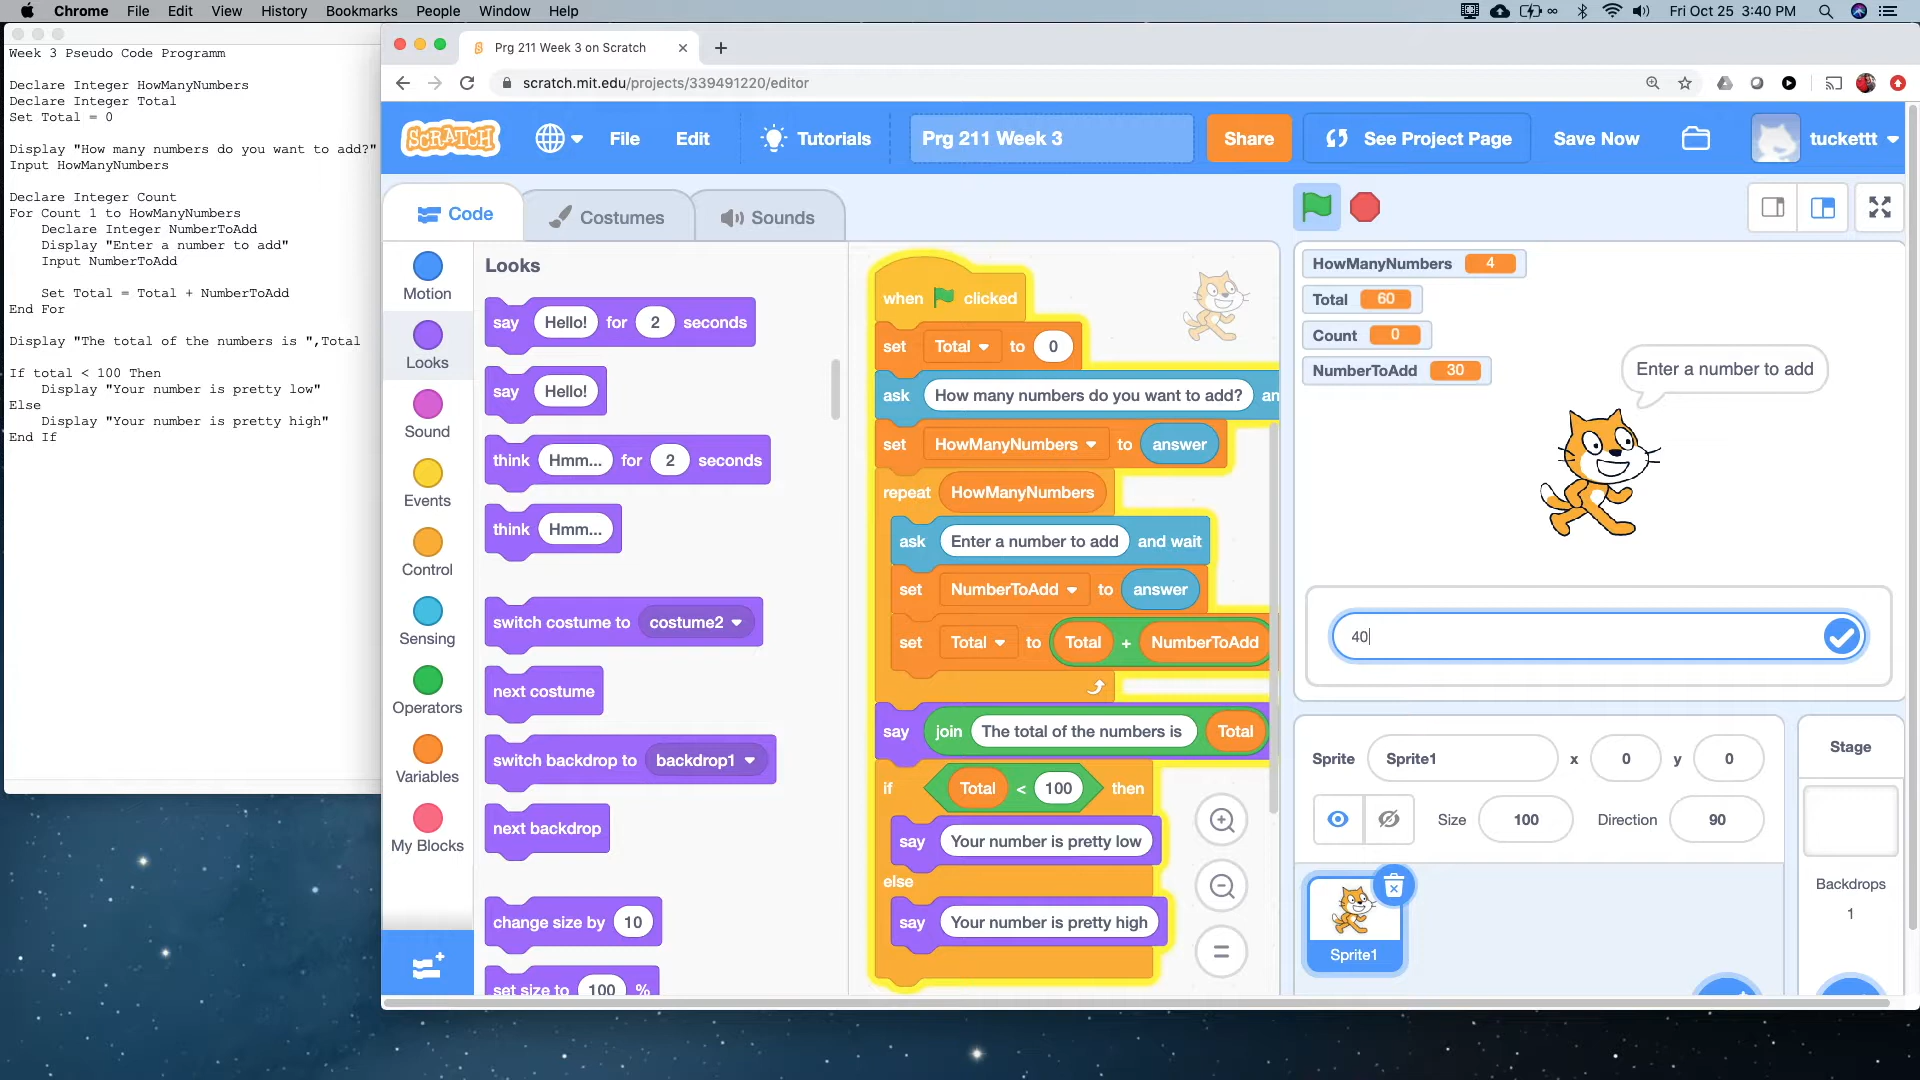 Chrome File Edit View History Bookmarks People Window Help
Fri Oct 25 3:40 PM
Week 3 Pseudo Code Programm
Declare Integer HowManyNumbers
Declare Integer Total
Set Total = 0
Display "How many numbers do you want to add?"
Input HowManyNumbers
Declare Integer Count
For Count 1 to HowManyNumbers
Declare Integer NumberToAdd
Display "Enter a number to add"
Input NumberToAdd
Set Total = Total + NumberToAdd
End For
Display "The total of the numbers is ",Total
If total < 100 Then
Display "Your number is pretty low"
Else
Display "Your number is pretty high"
End If
Prg 211 Week 3 on Scratch
scratch.mit.edu/projects/339491220/editor
SCRATCH
File
Edit
Tutorials
Prg 211 Week 3
Share
See Project Page
Save Now
tuckettt
Code
Costumes
Sounds
Motion
Looks
Sound
Events
Control
Sensing
Operators
Variables
My Blocks
Looks
say Hello! for 2 seconds
say Hello!
think Hmm... for 2 seconds
think Hmm...
switch costume to costume2
next costume
switch backdrop to backdrop1
next backdrop
change size by 10
set size to 100 %
when clicked
set Total to 0
ask How many numbers do you want to add? an
set HowManyNumbers to answer
repeat HowManyNumbers
ask Enter a number to add and wait
set NumberToAdd to answer
set Total to Total + NumberToAdd
say join The total of the numbers is Total
if Total < 100 then
say Your number is pretty low
else
say Your number is pretty high
HowManyNumbers 4
Total 60
Count 0
NumberToAdd 30
Enter a number to add
40
Sprite Sprite1 x 0 y 0
Size 100 Direction 90
Sprite1
Stage
Backdrops
1